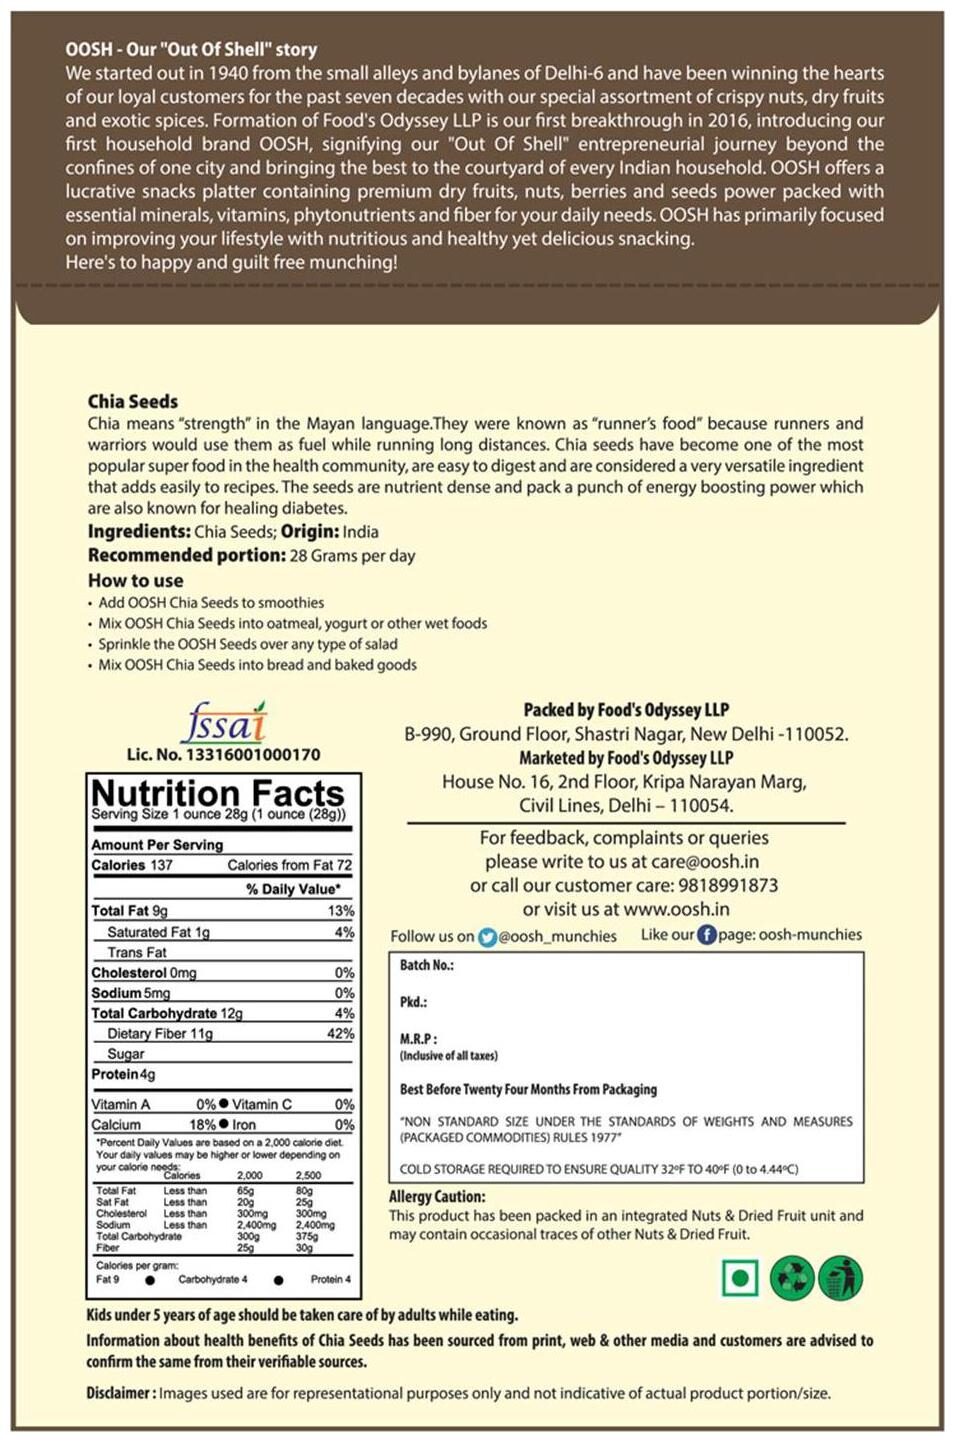 OOSH - Our "Out Of Shell" story
We started out in 1940 from the small alleys and bylanes of Delhi-6 and have been winning the hearts
of our loyal customers for the past seven decades with our special assortment of crispy nuts, dry fruits
and exotic spices. Formation of Food's Odyssey LLP is our first breakthrough in 2016, introducing our
first household brand OOSH, signifying our "Out Of Shell" entrepreneurial journey beyond the
confines of one city and bringing the best to the courtyard of every Indian household. OOSH offers a
lucrative snacks platter containing premium dry fruits, nuts, berries and seeds power packed with
essential minerals, vitamins, phytonutrients and fiber for your daily needs. OOSH has primarily focused
on improving your lifestyle with nutritious and healthy yet delicious snacking.
Here's to happy and guilt free munching!
Chia Seeds
Chia means “strength” in the Mayan language.They were known as “runner’s food” because runners and
warriors would use them as fuel while running long distances. Chia seeds have become one of the most
popular super food in the health community, are easy to digest and are considered a very versatile ingredient
that adds easily to recipes. The seeds are nutrient dense and pack a punch of energy boosting power which
are also known for healing diabetes.
Ingredients: Chia Seeds; Origin: India
Recommended portion: 28 Grams per day
How to use
• Add OOSH Chia Seeds to smoothies
• Mix OOSH Chia Seeds into oatmeal, yogurt or other wet foods
• Sprinkle the OOSH Seeds over any type of salad
• Mix OOSH Chia Seeds into bread and baked goods
fssai
Lic. No. 13316001000170
Nutrition Facts
Serving Size 1 ounce 28g (1 ounce (28g))
Amount Per Serving
Calories 137 Calories from Fat 72
% Daily Value*
Total Fat 9g 13%
Saturated Fat 1g 4%
Trans Fat
Cholesterol 0mg 0%
Sodium 5mg 0%
Total Carbohydrate 12g 4%
Dietary Fiber 11g 42%
Sugar
Protein 4g
Vitamin A 0% ● Vitamin C 0%
Calcium 18% ● Iron 0%
*Percent Daily Values are based on a 2,000 calorie diet.
Your daily values may be higher or lower depending on
your calorie needs:
Calories 2,000 2,500
Total Fat Less than 65g 80g
Sat Fat Less than 20g 25g
Cholesterol Less than 300mg 300mg
Sodium Less than 2,400mg 2,400mg
Total Carbohydrate 300g 375g
Fiber 25g 30g
Calories per gram:
Fat 9 ● Carbohydrate 4 ● Protein 4
Packed by Food's Odyssey LLP
B-990, Ground Floor, Shastri Nagar, New Delhi -110052.
Marketed by Food's Odyssey LLP
House No. 16, 2nd Floor, Kripa Narayan Marg,
Civil Lines, Delhi – 110054.
For feedback, complaints or queries
please write to us at care@oosh.in
or call our customer care: 9818991873
or visit us at www.oosh.in
Follow us on @oosh_munchies Like our f page: oosh-munchies
Batch No.:
Pkd.:
M.R.P :
(Inclusive of all taxes)
Best Before Twenty Four Months From Packaging
"NON STANDARD SIZE UNDER THE STANDARDS OF WEIGHTS AND MEASURES
(PACKAGED COMMODITIES) RULES 1977"
COLD STORAGE REQUIRED TO ENSURE QUALITY 32ºF TO 40ºF (0 to 4.44ºC)
Allergy Caution:
This product has been packed in an integrated Nuts & Dried Fruit unit and
may contain occasional traces of other Nuts & Dried Fruit.
Kids under 5 years of age should be taken care of by adults while eating.
Information about health benefits of Chia Seeds has been sourced from print, web & other media and customers are advised to
confirm the same from their verifiable sources.
Disclaimer : Images used are for representational purposes only and not indicative of actual product portion/size.